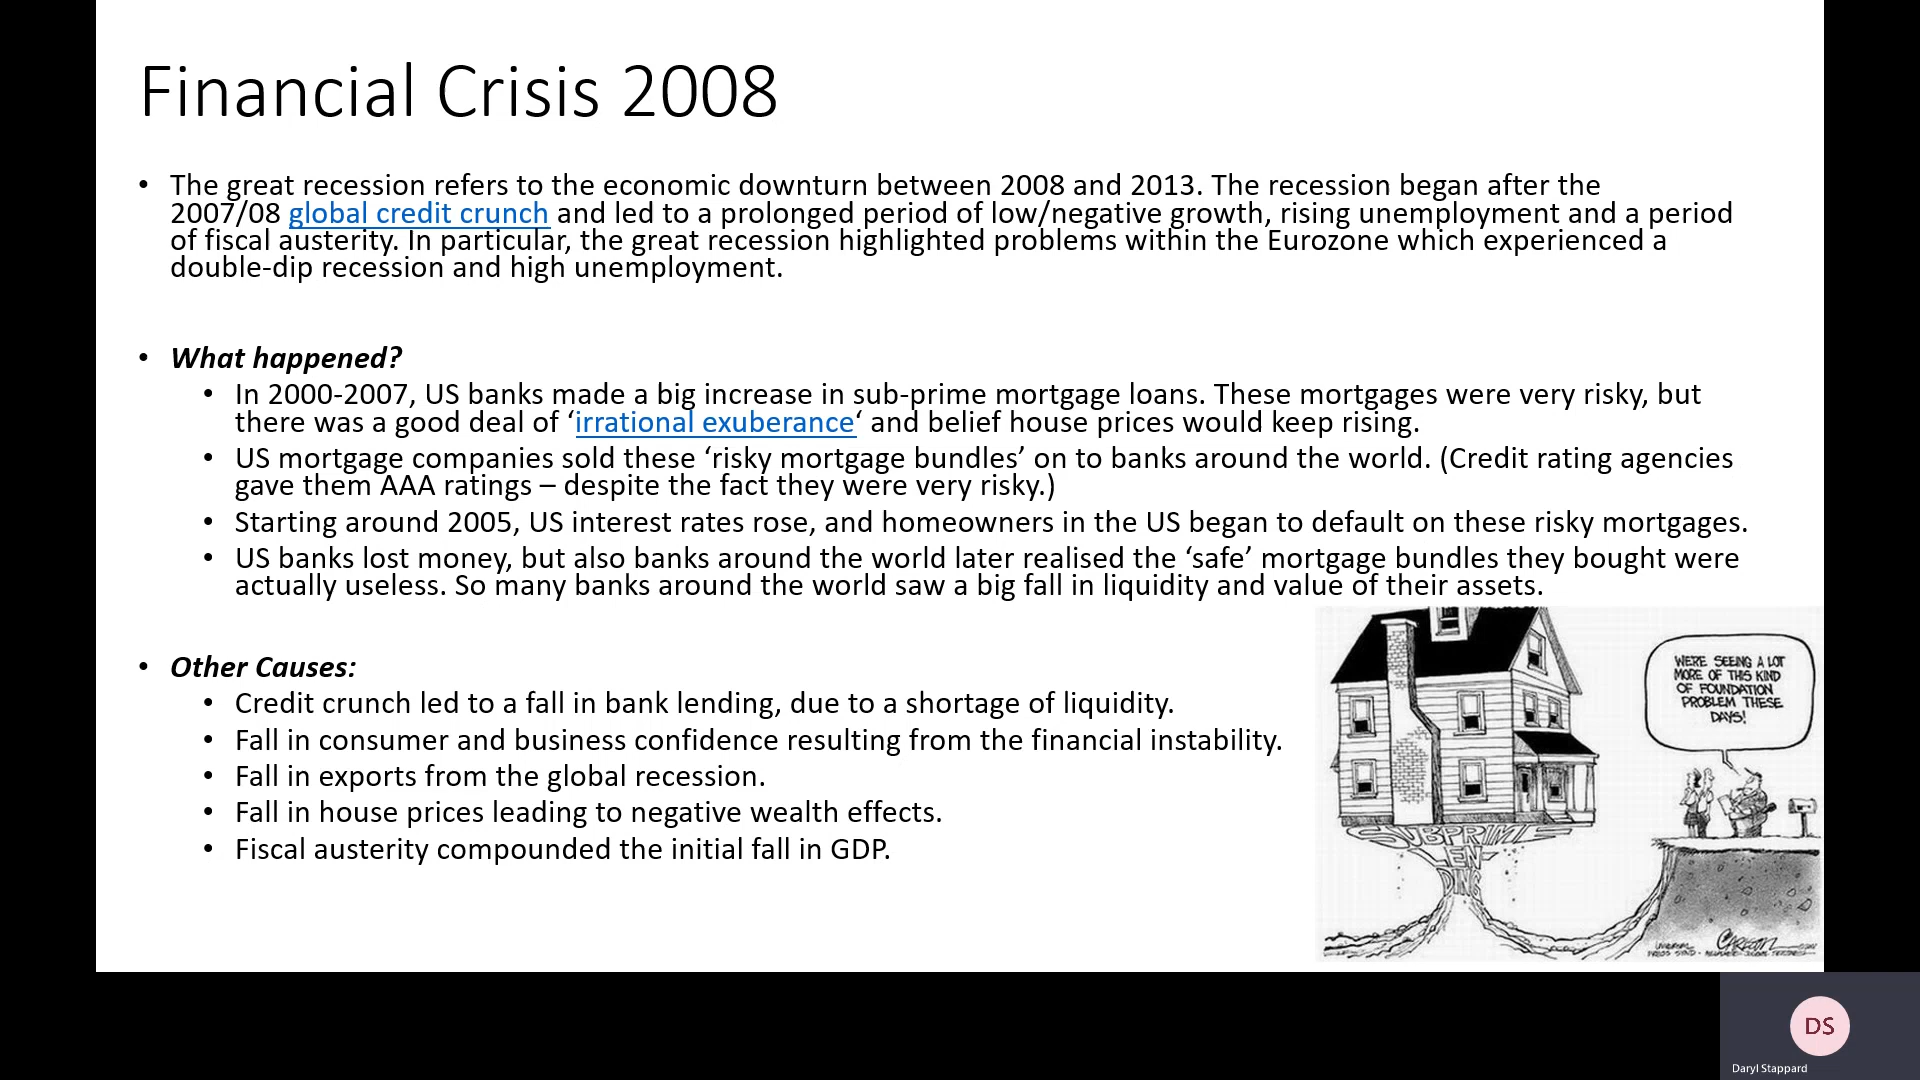 Financial Crisis 2008
• The great recession refers to the economic downturn between 2008 and 2013. The recession began after the
2007/08 global credit crunch and led to a prolonged period of low/negative growth, rising unemployment and a period
of fiscal austerity. In particular, the great recession highlighted problems within the Eurozone which experienced a
double-dip recession and high unemployment.
• What happened?
• In 2000-2007, US banks made a big increase in sub-prime mortgage loans. These mortgages were very risky, but
there was a good deal of ‘irrational exuberance‘ and belief house prices would keep rising.
• US mortgage companies sold these ‘risky mortgage bundles’ on to banks around the world. (Credit rating agencies
gave them AAA ratings – despite the fact they were very risky.)
• Starting around 2005, US interest rates rose, and homeowners in the US began to default on these risky mortgages.
• US banks lost money, but also banks around the world later realised the ‘safe’ mortgage bundles they bought were
actually useless. So many banks around the world saw a big fall in liquidity and value of their assets.
• Other Causes:
• Credit crunch led to a fall in bank lending, due to a shortage of liquidity.
• Fall in consumer and business confidence resulting from the financial instability.
• Fall in exports from the global recession.
• Fall in house prices leading to negative wealth effects.
• Fiscal austerity compounded the initial fall in GDP.
WE'RE SEEING A LOT
MORE OF THIS KIND
OF FOUNDATION
PROBLEM THESE
DAYS!
SUBPRIME
LEN-
DING
CARLSON
DS
Daryl Stappard